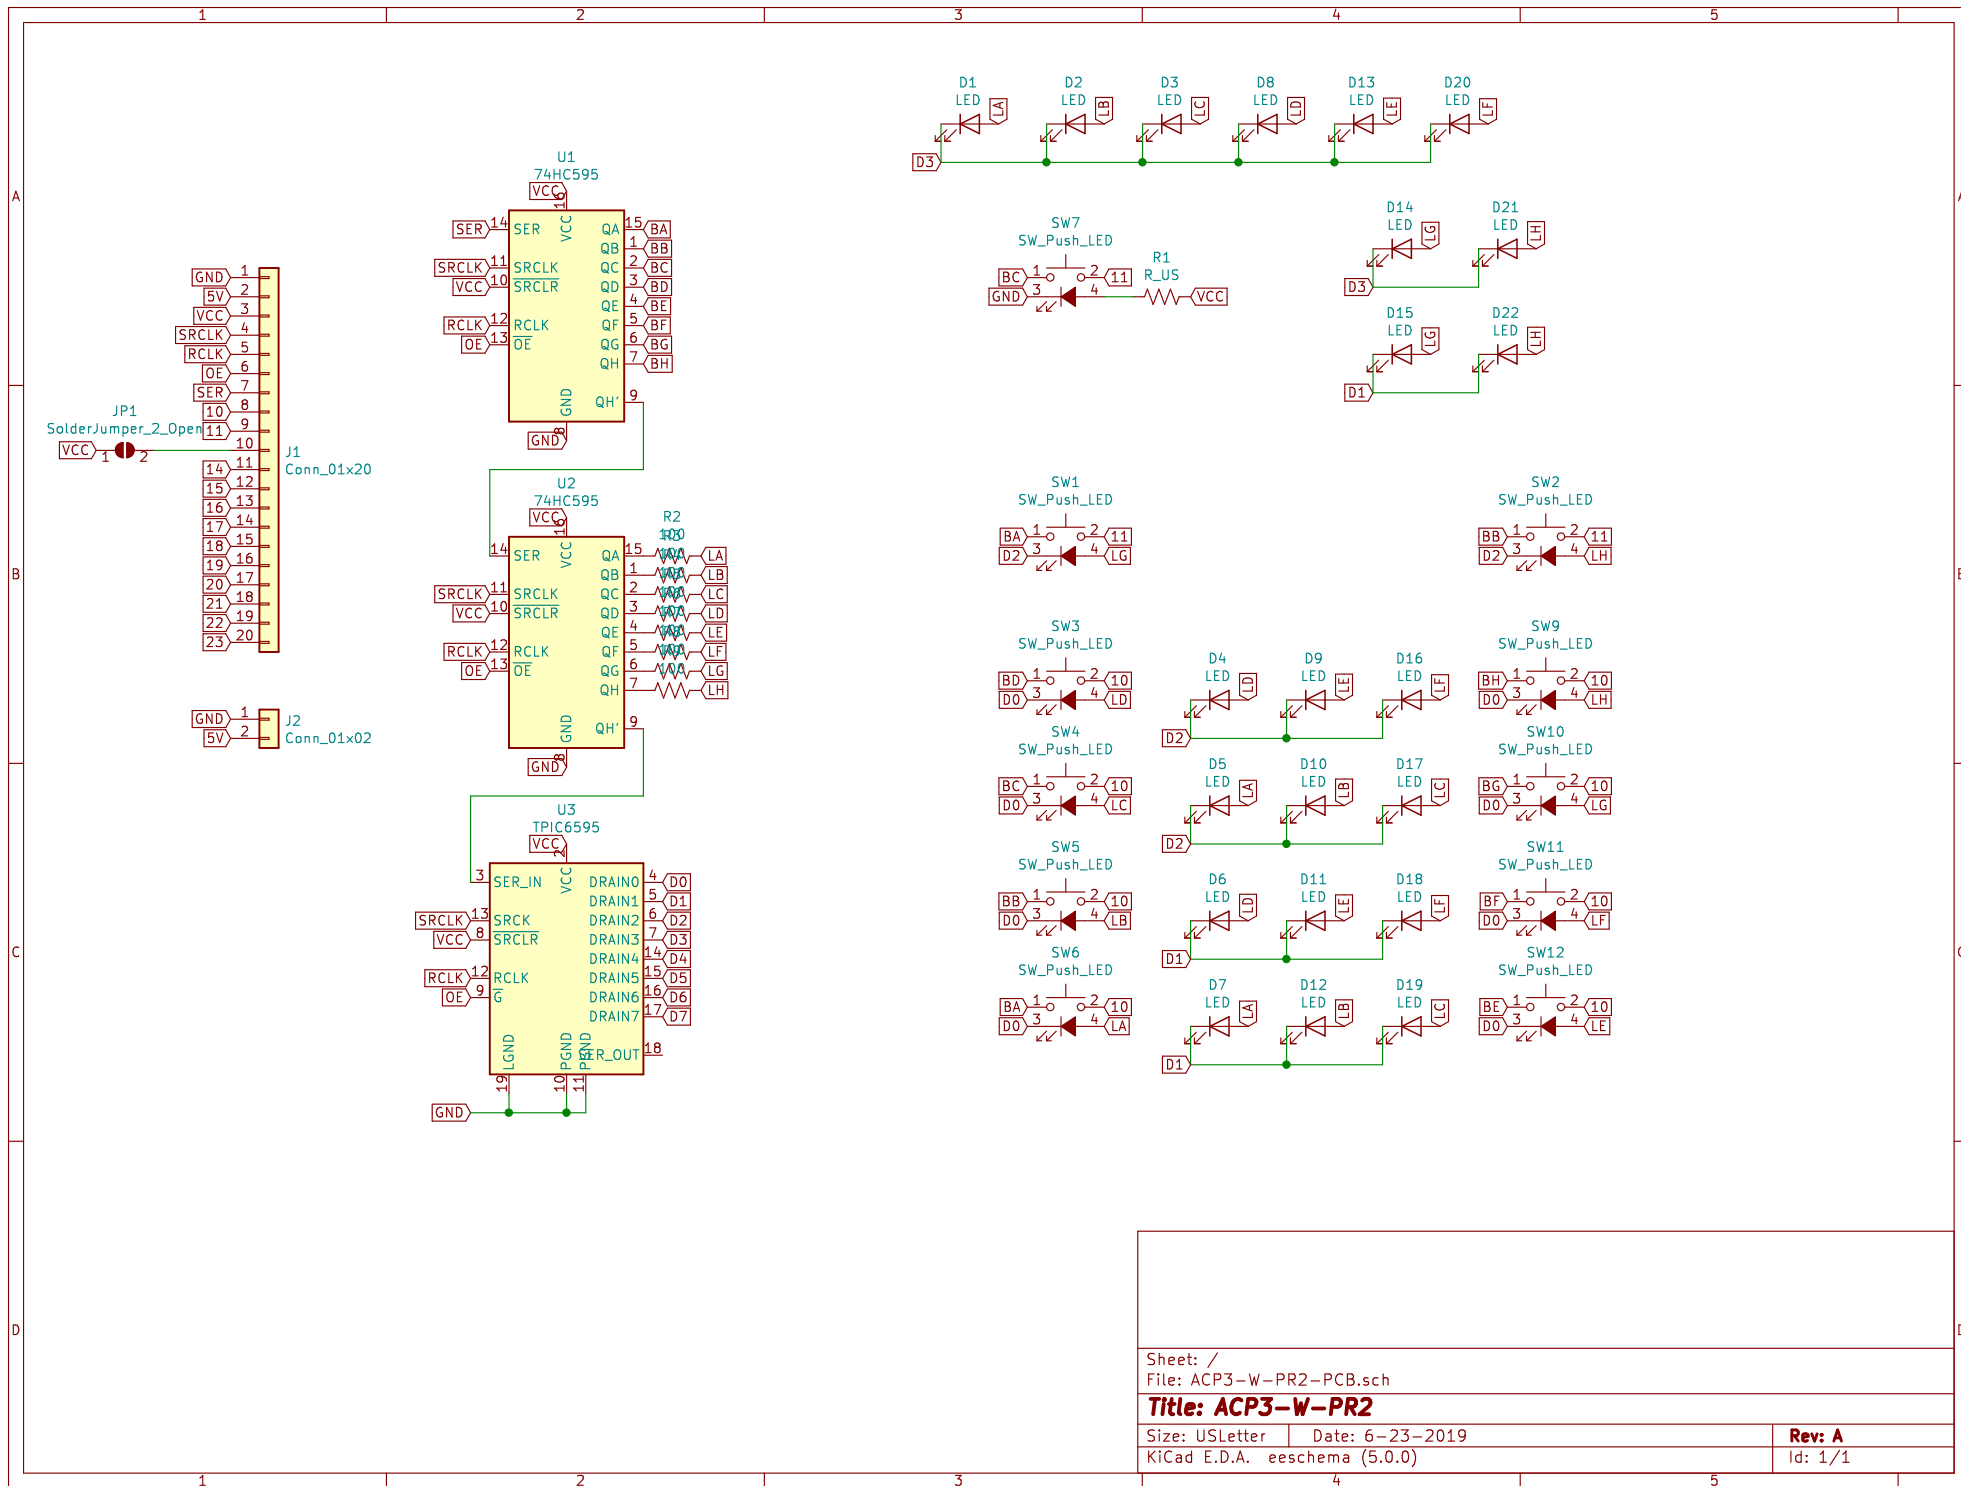 1 2 3 4 5
A
B
C
D
D1
LED
LA
D2
LED
LB
D3
LED
LC
D8
LED
LD
D13
LED
LE
D20
LED
LF
D3
D14
LED
LG
D21
LED
LH
D3
D15
LED
LG
D22
LED
LH
D1
SW7
SW_Push_LED
BC 1 2 11
GND 3 4
R1
R_US
VCC
GND 1
5V 2
VCC 3
SRCLK 4
RCLK 5
OE 6
SER 7
10 8
11 9
10
14 11
15 12
16 13
17 14
18 15
19 16
20 17
21 18
22 19
23 20
J1
Conn_01x20
JP1
SolderJumper_2_Open
VCC 1 2
GND 1
5V 2
J2
Conn_01x02
U1
74HC595
VCC 16 VCC
SER 14 SER QA 15 BA
QB 1 BB
SRCLK 11 SRCLK QC 2 BC
VCC 10 SRCLR QD 3 BD
QE 4 BE
RCLK 12 RCLK QF 5 BF
OE 13 OE QG 6 BG
QH 7 BH
QH' 9
GND 8 GND
U2
74HC595
VCC 16 VCC
R2
100
14 SER QA 15 LA
QB 1 LB
SRCLK 11 SRCLK QC 2 LC
VCC 10 SRCLR QD 3 LD
QE 4 LE
RCLK 12 RCLK QF 5 LF
OE 13 OE QG 6 LG
100
QH 7 LH
QH' 9
GND 8 GND
U3
TPIC6595
VCC 2 VCC
3 SER_IN DRAIN0 4 D0
DRAIN1 5 D1
SRCLK 13 SRCK DRAIN2 6 D2
VCC 8 SRCLR DRAIN3 7 D3
DRAIN4 14 D4
RCLK 12 RCLK DRAIN5 15 D5
OE 9 G DRAIN6 16 D6
DRAIN7 17 D7
SER_OUT 18
LGND PGND PGND
19 10 11
GND
SW1
SW_Push_LED
BA 1 2 11
D2 3 4 LG
SW2
SW_Push_LED
BB 1 2 11
D2 3 4 LH
SW3
SW_Push_LED
BD 1 2 10
D0 3 4 LD
SW9
SW_Push_LED
BH 1 2 10
D0 3 4 LH
D4
LED
LD
D9
LED
LE
D16
LED
LF
D2
SW4
SW_Push_LED
BC 1 2 10
D0 3 4 LC
SW10
SW_Push_LED
BG 1 2 10
D0 3 4 LG
D5
LED
LA
D10
LED
LB
D17
LED
LC
D2
SW5
SW_Push_LED
BB 1 2 10
D0 3 4 LB
SW11
SW_Push_LED
BF 1 2 10
D0 3 4 LF
D6
LED
LD
D11
LED
LE
D18
LED
LF
D1
SW6
SW_Push_LED
BA 1 2 10
D0 3 4 LA
SW12
SW_Push_LED
BE 1 2 10
D0 3 4 LE
D7
LED
LA
D12
LED
LB
D19
LED
LC
D1
Sheet: /
File: ACP3-W-PR2-PCB.sch
Title: ACP3-W-PR2
Size: USLetter Date: 6-23-2019 Rev: A
KiCad E.D.A. eeschema (5.0.0) Id: 1/1
1 2 3 4 5